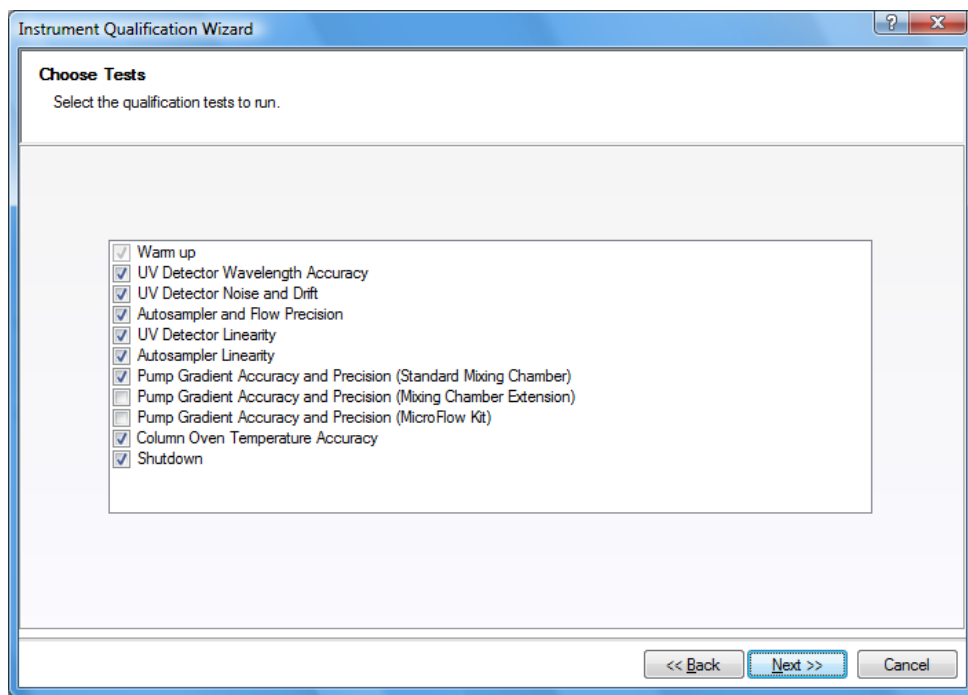 Instrument Qualification Wizard
Choose Tests
Select the qualification tests to run.
Warm up
UV Detector Wavelength Accuracy
UV Detector Noise and Drift
Autosampler and Flow Precision
UV Detector Linearity
Autosampler Linearity
Pump Gradient Accuracy and Precision (Standard Mixing Chamber)
Pump Gradient Accuracy and Precision (Mixing Chamber Extension)
Pump Gradient Accuracy and Precision (MicroFlow Kit)
Column Oven Temperature Accuracy
Shutdown
<< Back Next >> Cancel